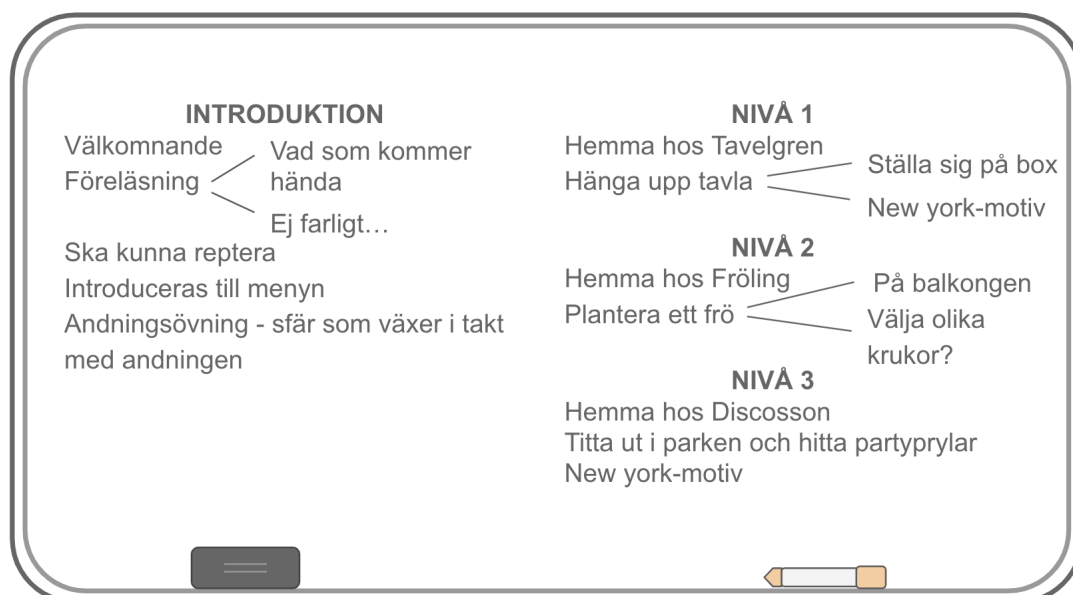 INTRODUKTION
Välkomnande
Föreläsning
Vad som kommer
hända
Ej farligt…
Ska kunna reptera
Introduceras till menyn
Andningsövning - sfär som växer i takt
med andningen
NIVÅ 1
Hemma hos Tavelgren
Hänga upp tavla
Ställa sig på box
New york-motiv
NIVÅ 2
Hemma hos Fröling
Plantera ett frö
På balkongen
Välja olika
krukor?
NIVÅ 3
Hemma hos Discosson
Titta ut i parken och hitta partyprylar
New york-motiv